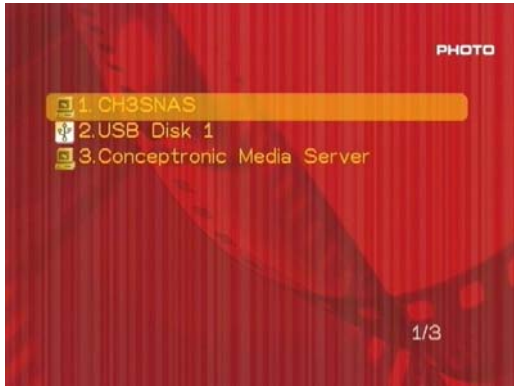 PHOTO
1. CH3SNAS
2.USB Disk 1
3.Conceptronic Media Server
1/3